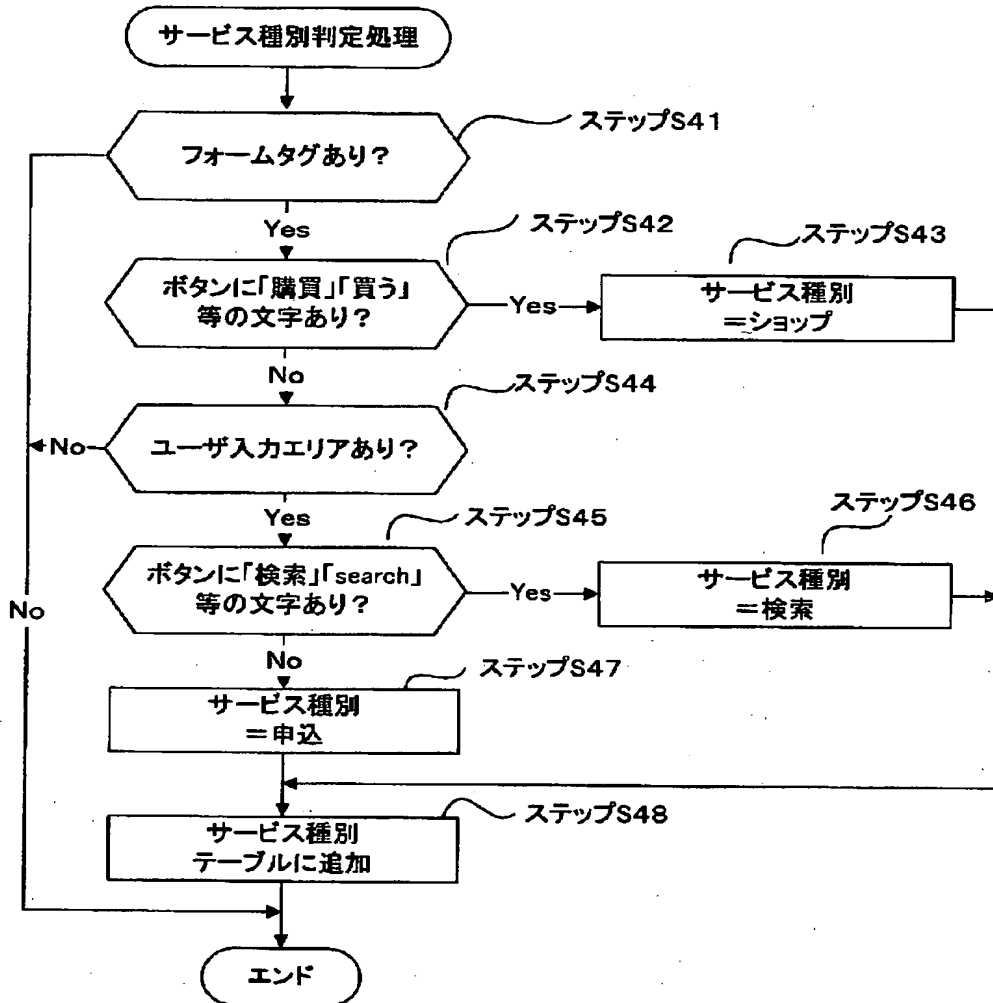 サービス種別判定処理
ステップS41
フォームタグあり?
Yes
ステップS42
ステップS43
ボタンに「購買」「買う」
等の文字あり?
Yes
サービス種別
=ショップ
No
ステップS44
No
ユーザ入力エリアあり?
Yes
ステップS45
ステップS46
ボタンに「検索」「search」
等の文字あり?
Yes
サービス種別
=検索
No
No
ステップS47
サービス種別
=申込
ステップS48
サービス種別
テーブルに追加
エンド